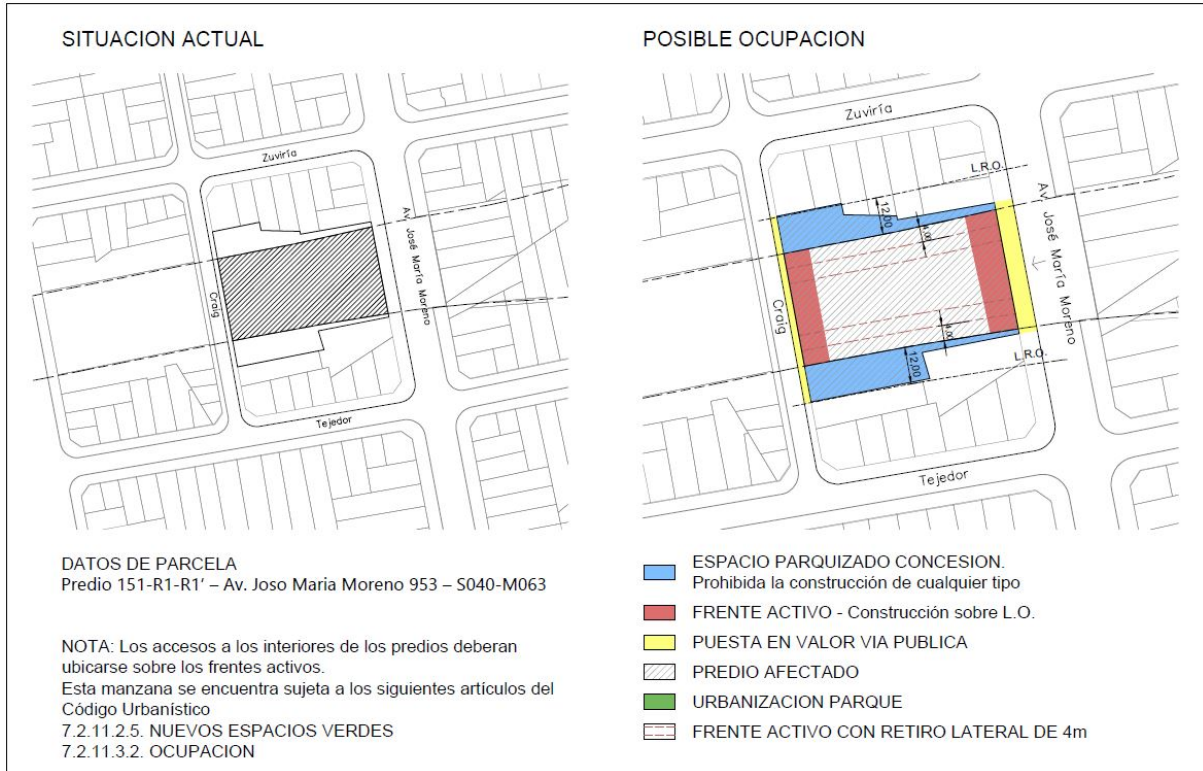 SITUACION ACTUAL
Zuviría
Av. José María Moreno
Craig
Tejedor
DATOS DE PARCELA
Predio 151-R1-R1' – Av. Joso Maria Moreno 953 – S040-M063
NOTA: Los accesos a los interiores de los predios deberan
ubicarse sobre los frentes activos.
Esta manzana se encuentra sujeta a los siguientes artículos del
Código Urbanístico
7.2.11.2.5. NUEVOS ESPACIOS VERDES
7.2.11.3.2. OCUPACION
POSIBLE OCUPACION
Zuviría
L.R.O.
Av. José María Moreno
12,00
4,00
Craig
4,00
12,00
L.R.O.
Tejedor
ESPACIO PARQUIZADO CONCESION.
Prohibida la construcción de cualquier tipo
FRENTE ACTIVO - Construcción sobre L.O.
PUESTA EN VALOR VIA PUBLICA
PREDIO AFECTADO
URBANIZACION PARQUE
FRENTE ACTIVO CON RETIRO LATERAL DE 4m